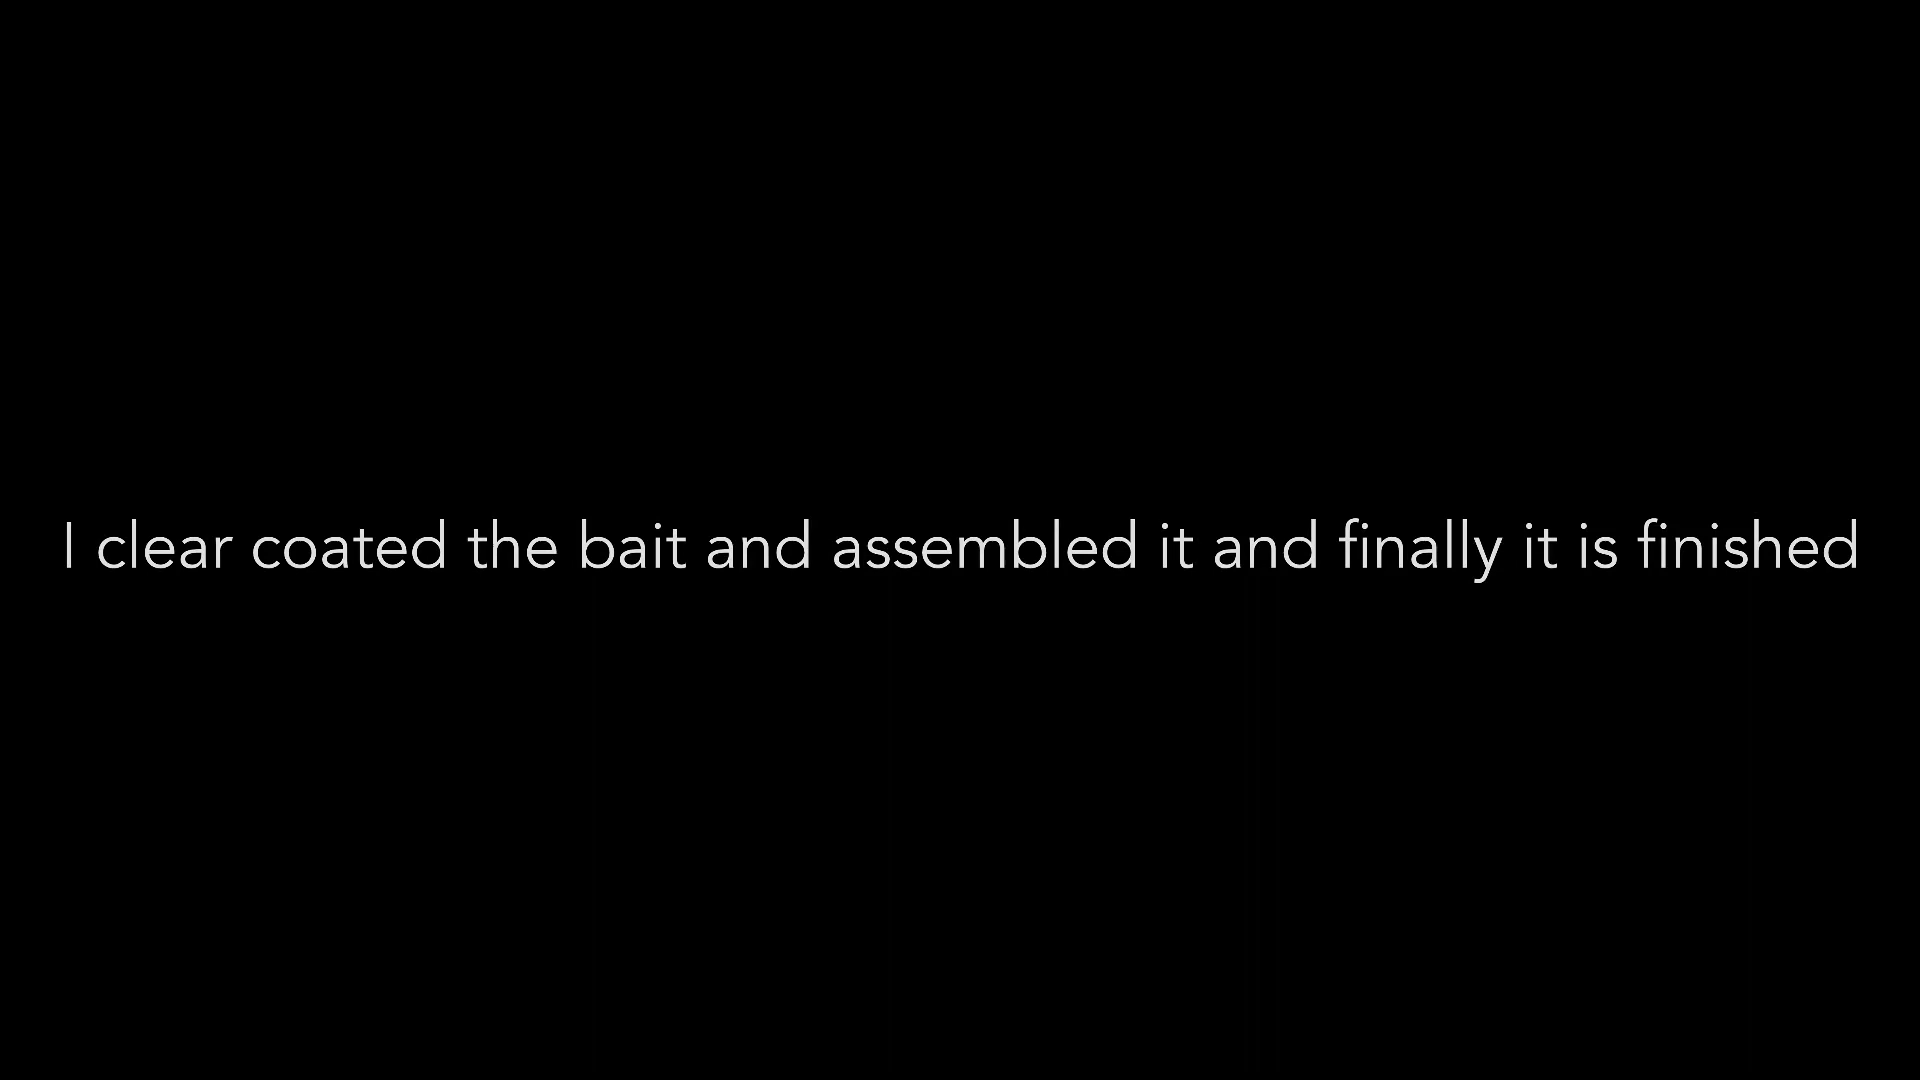 I clear coated the bait and assembled it and finally it is finished